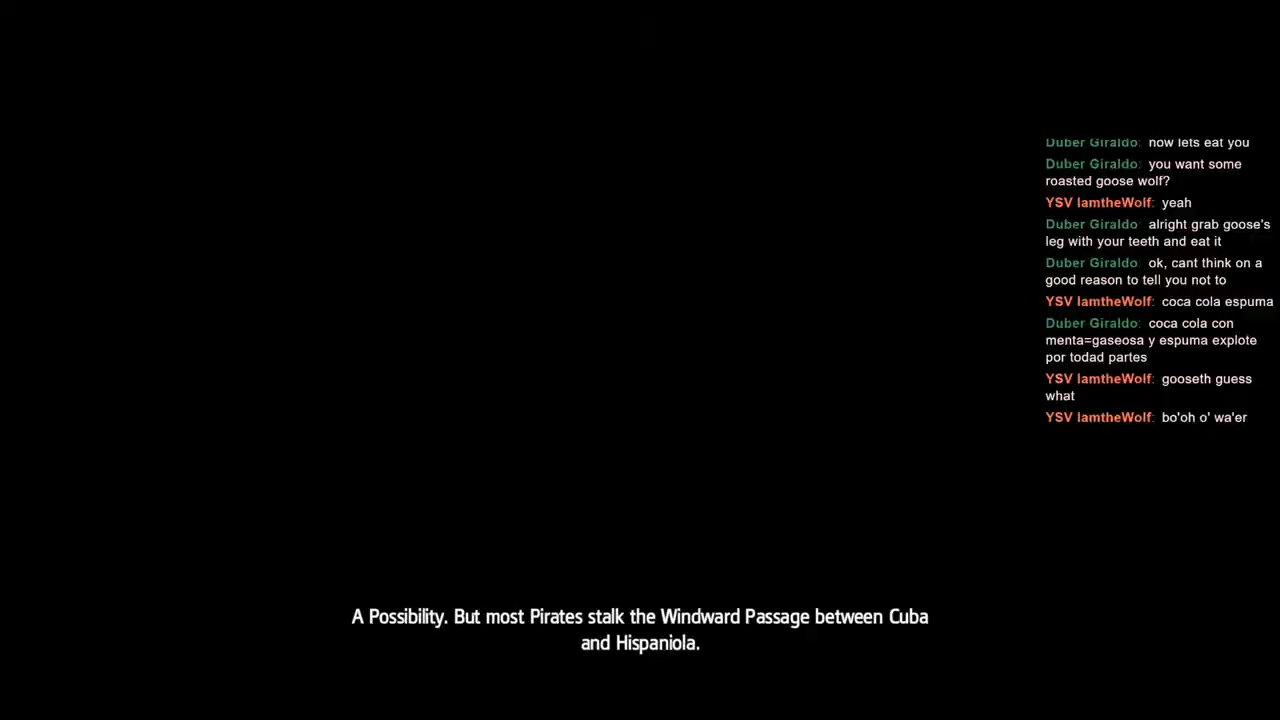 Duber Giraldo: now lets eat you
Duber Giraldo: you want some
roasted goose wolf?
YSV IamtheWolf: yeah
Duber Giraldo: alright grab goose's
leg with your teeth and eat it
Duber Giraldo: ok, cant think on a
good reason to tell you not to
YSV IamtheWolf: coca cola espuma
Duber Giraldo: coca cola con
menta=gaseosa y espuma explote
por todad partes
YSV IamtheWolf: gooseth guess
what
YSV IamtheWolf: bo'oh o' wa'er
A Possibility. But most Pirates stalk the Windward Passage between Cuba
and Hispaniola.